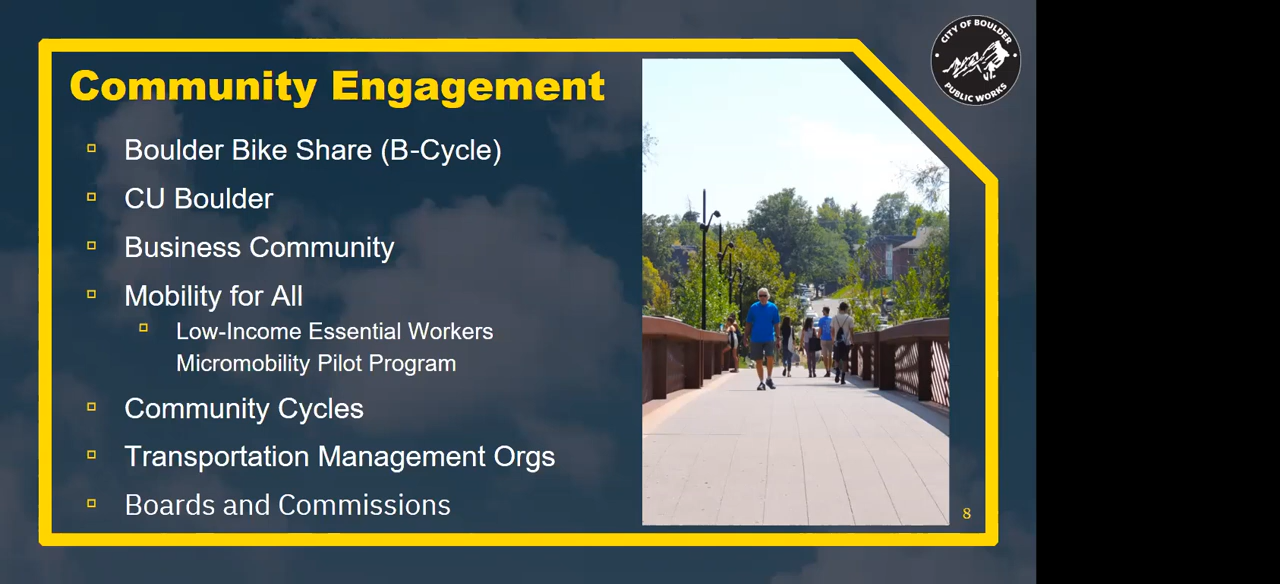 CITY OF BOULDER
PUBLIC WORKS
Community Engagement
Boulder Bike Share (B-Cycle)
CU Boulder
Business Community
Mobility for All
Low-Income Essential Workers
Micromobility Pilot Program
Community Cycles
Transportation Management Orgs
Boards and Commissions
8